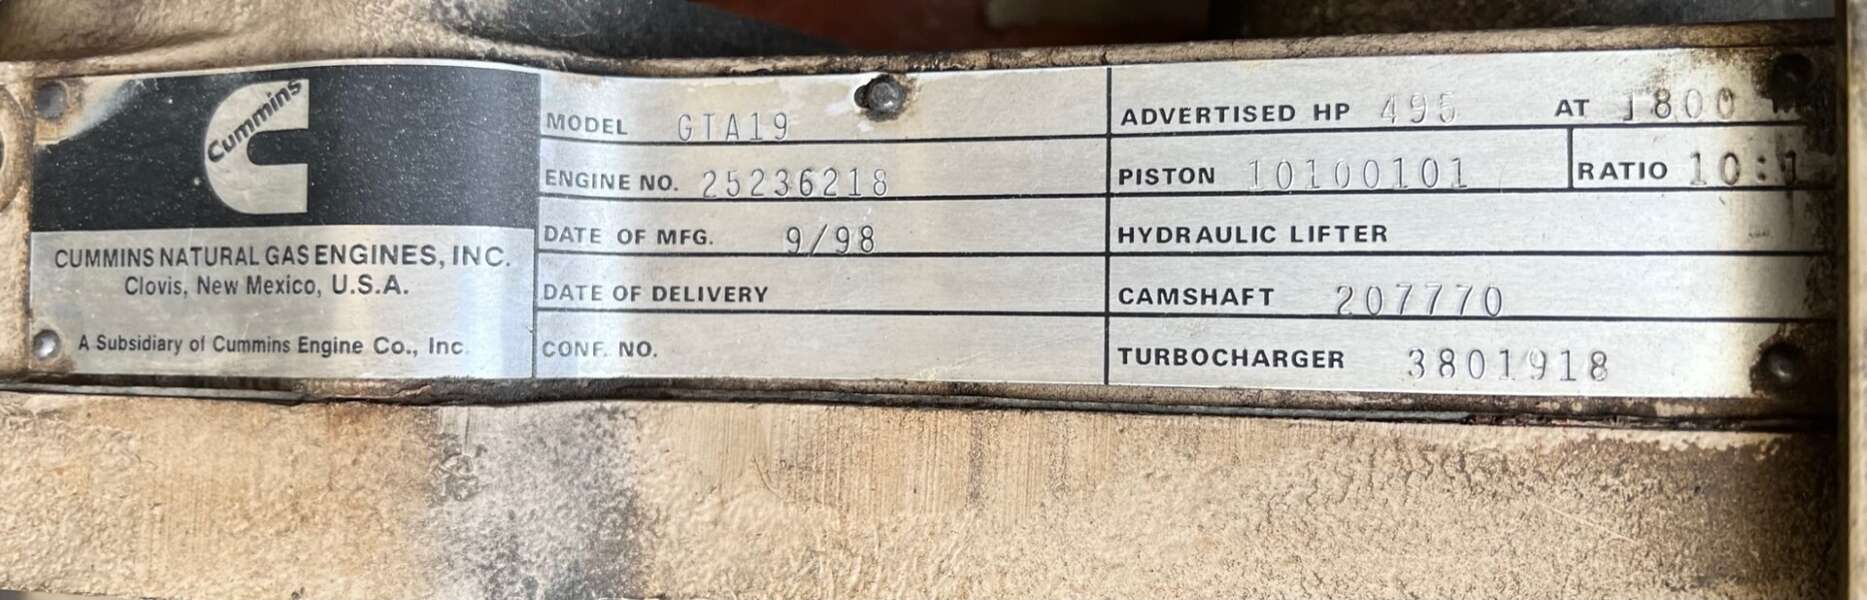 Cummins
CUMMINS NATURAL GAS ENGINES, INC.
Clovis, New Mexico, U.S.A.
A Subsidiary of Cummins Engine Co., Inc.
MODEL GTA19
ENGINE NO. 25236218
DATE OF MFG. 9/98
DATE OF DELIVERY
CONF. NO.
ADVERTISED HP 495 AT 1800
PISTON 10100101 RATIO 10:1
HYDRAULIC LIFTER
CAMSHAFT 207770
TURBOCHARGER 3801918